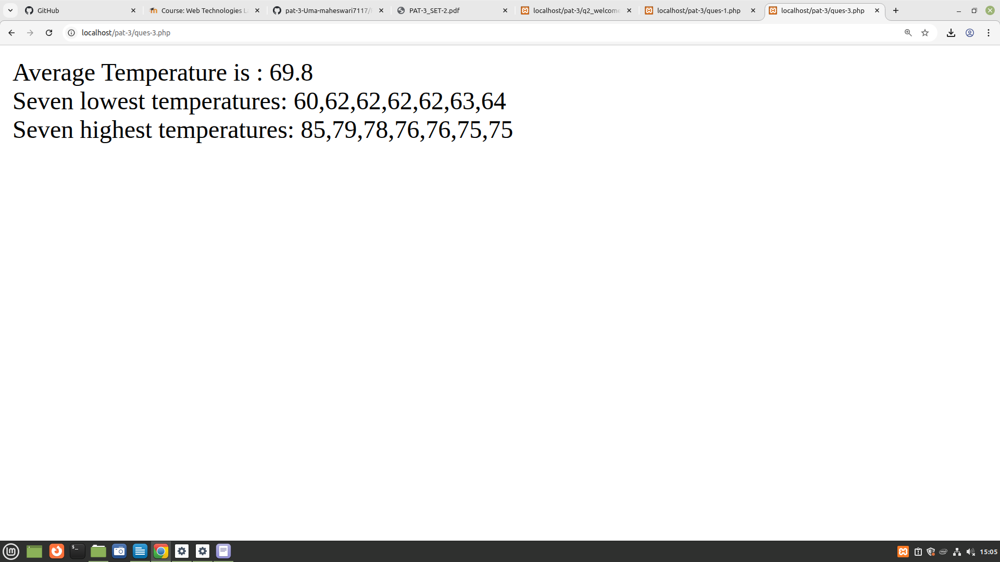 GitHub
Course: Web Technologies L
pat-3-Uma-maheswari7117/
PAT-3_SET-2.pdf
localhost/pat-3/q2_welcome
localhost/pat-3/ques-1.php
localhost/pat-3/ques-3.php
localhost/pat-3/ques-3.php
Average Temperature is : 69.8
Seven lowest temperatures: 60,62,62,62,62,63,64
Seven highest temperatures: 85,79,78,76,76,75,75
15:05